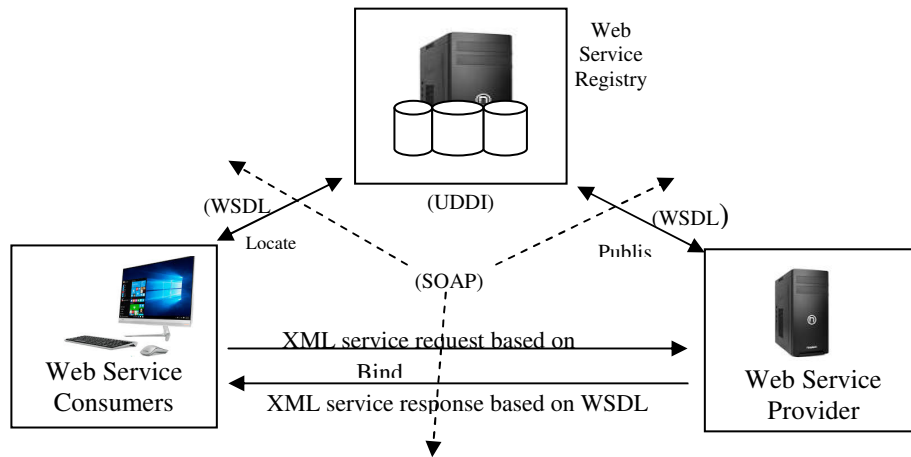 Web
Service
Registry
(UDDI)
(WSDL
Locate
(WSDL)
Publis
(SOAP)
XML service request based on
Bind
XML service response based on WSDL
Web Service
Consumers
Web Service
Provider